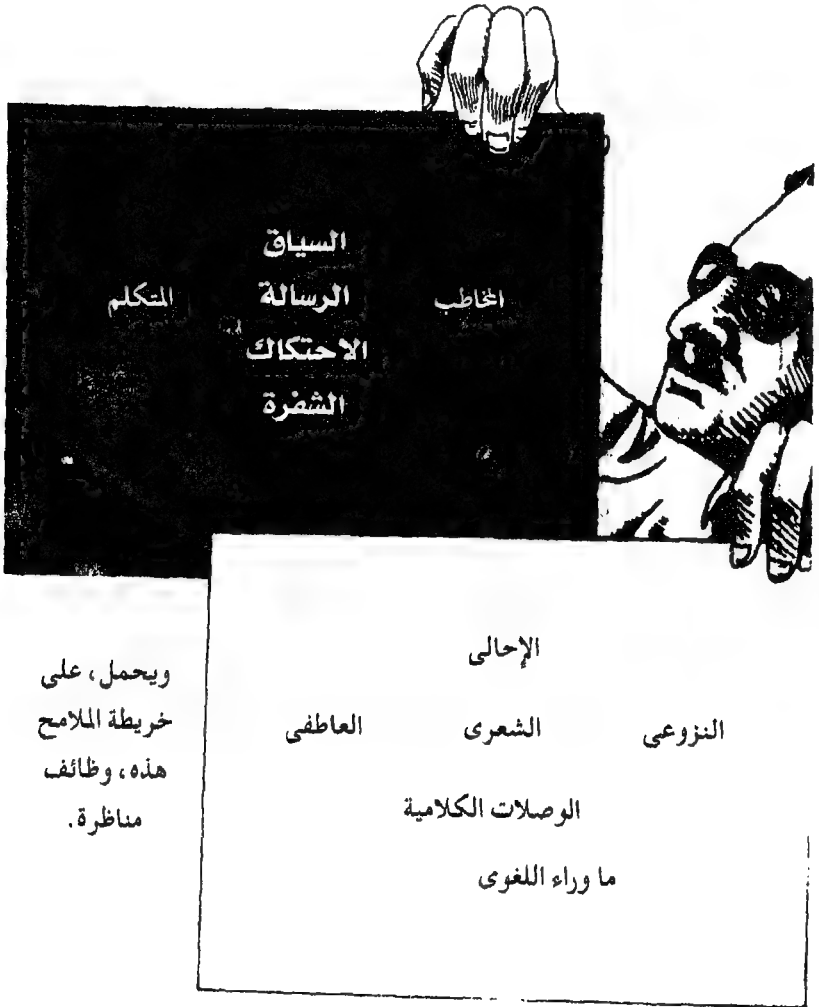 السياق
المخاطب الرسالة المتكلم
الاحتكاك
الشفرة
الإحالى
النزوعى الشعرى العاطفى
الوصلات الكلامية
ما وراء اللغوى
ويحمل، على
خريطة الملامح
هذه، وظائف
مناظرة.